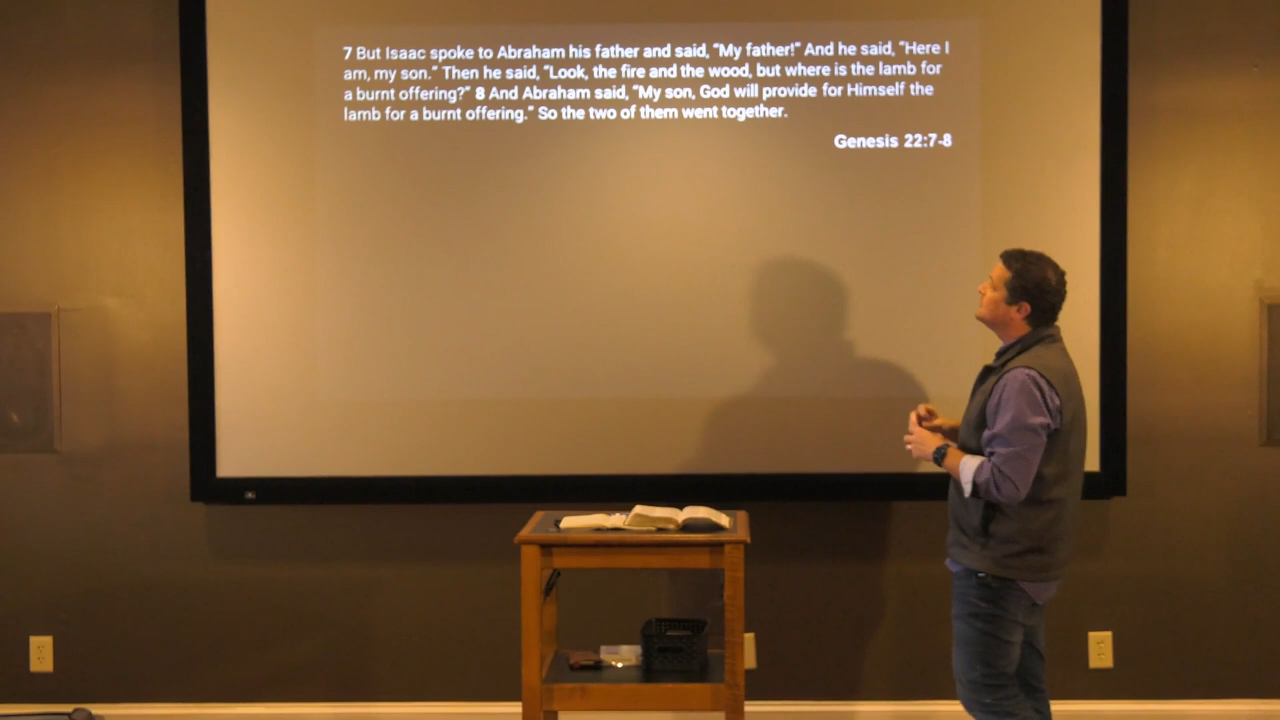 7 But Isaac spoke to Abraham his father and said, “My father!” And he said, “Here I
am, my son.” Then he said, “Look, the fire and the wood, but where is the lamb for
a burnt offering?” 8 And Abraham said, “My son, God will provide for Himself the
lamb for a burnt offering.” So the two of them went together.
Genesis 22:7-8